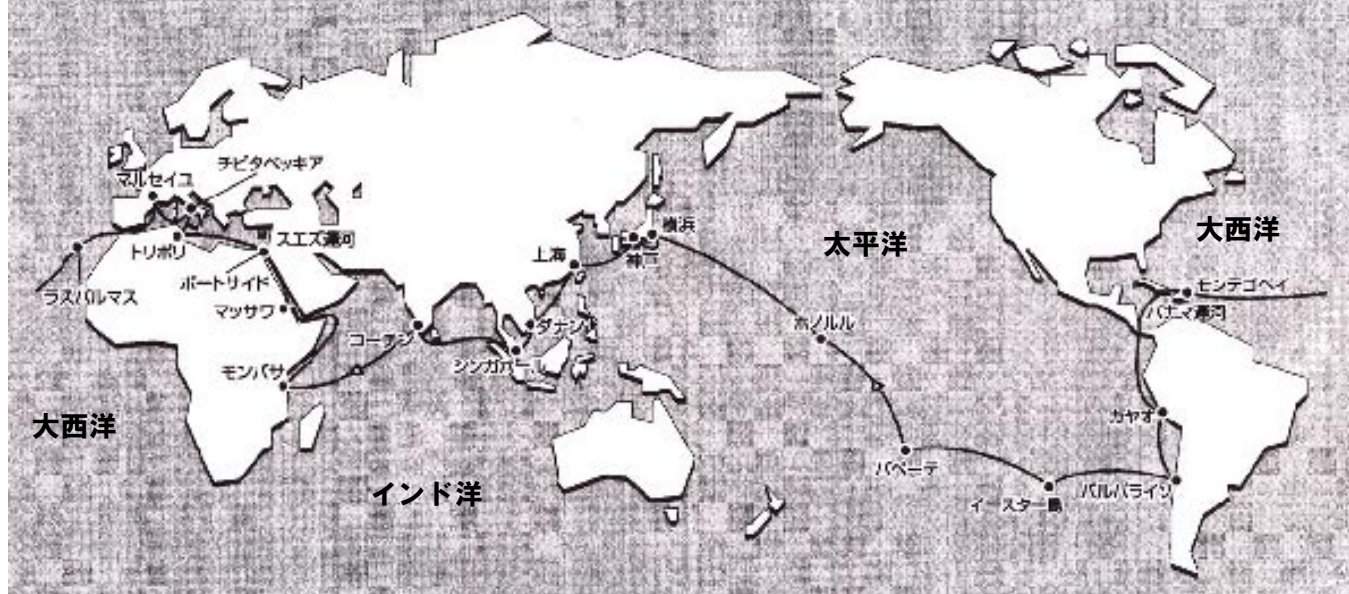 チビタベッキア
マルセイユ
スエズ運河
トリポリ
ポートサイド
ラスパルマス
マッサワ
モンバサ
大西洋
コーチン
インド洋
シンガポール
ダナン
上海
神戸
横浜
太平洋
ホノルル
パペーテ
イースター島
バルパライソ
カヤオ
大西洋
モンテゴベイ
パナマ運河